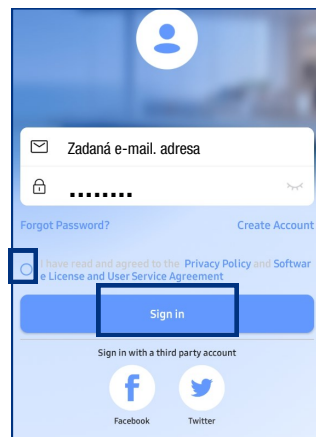 Zadaná e-mail. adresa
........
Forgot Password? Create Account
I have read and agreed to the Privacy Policy and Softwar
e License and User Service Agreement
Sign in
Sign in with a third party account
Facebook Twitter